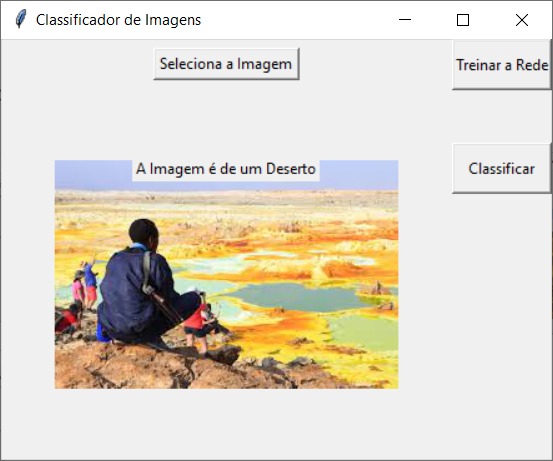 Classificador de Imagens
Seleciona a Imagem
Treinar a Rede
A Imagem é de um Deserto
Classificar